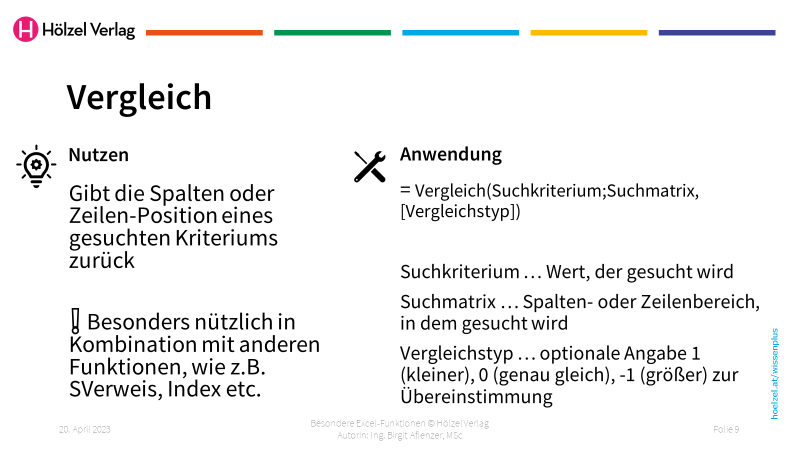 Hölzel Verlag
Vergleich
Nutzen
Gibt die Spalten oder
Zeilen-Position eines
gesuchten Kriteriums
zurück
Besonders nützlich in
Kombination mit anderen
Funktionen, wie z.B.
SVerweis, Index etc.
Anwendung
= Vergleich(Suchkriterium;Suchmatrix,
[Vergleichstyp])
Suchkriterium … Wert, der gesucht wird
Suchmatrix … Spalten- oder Zeilenbereich,
in dem gesucht wird
Vergleichstyp … optionale Angabe 1
(kleiner), 0 (genau gleich), -1 (größer) zur
Übereinstimmung
hoelzel.at/wissenplus
20. April 2023
Besondere Excel-Funktionen © Hölzel Verlag
Autorin: Ing. Birgit Aflenzer, MSc
Folie 9